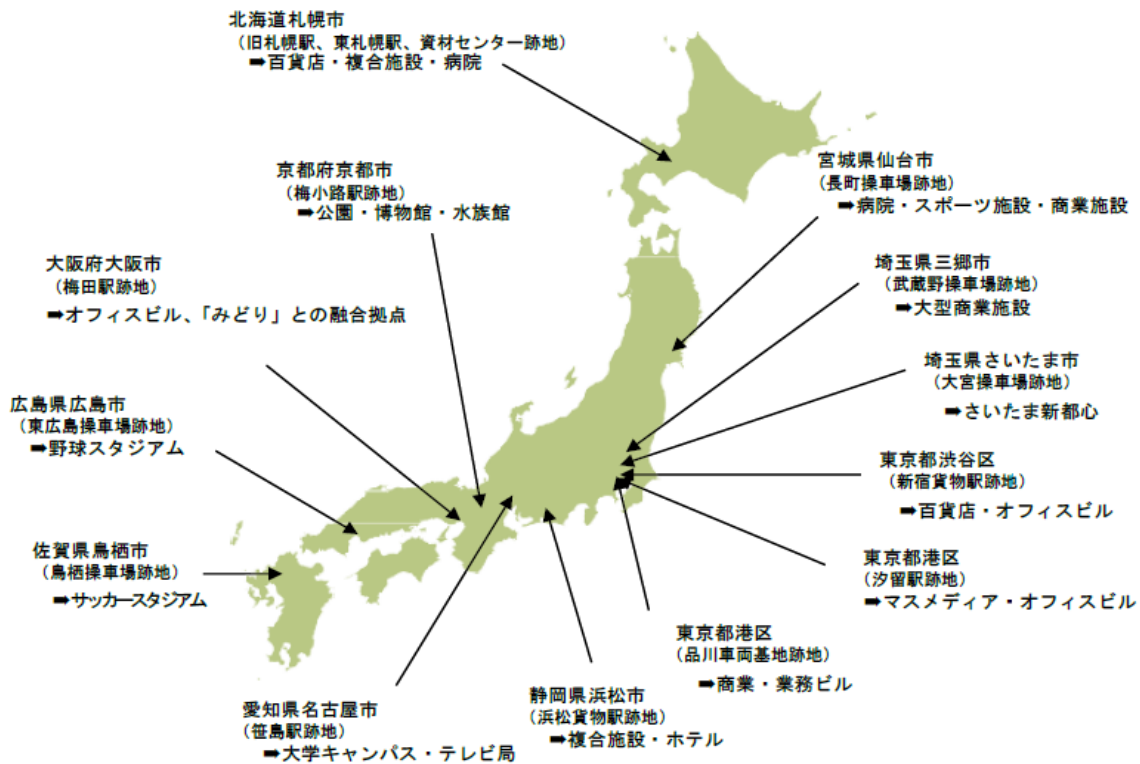 北海道札幌市
（旧札幌駅、東札幌駅、資材センター跡地）
➡百貨店・複合施設・病院
宮城県仙台市
（長町操車場跡地）
➡病院・スポーツ施設・商業施設
京都府京都市
（梅小路駅跡地）
➡公園・博物館・水族館
大阪府大阪市
（梅田駅跡地）
➡オフィスビル、「みどり」との融合拠点
埼玉県三郷市
（武蔵野操車場跡地）
➡大型商業施設
埼玉県さいたま市
（大宮操車場跡地）
➡さいたま新都心
広島県広島市
（東広島操車場跡地）
➡野球スタジアム
東京都渋谷区
（新宿貨物駅跡地）
➡百貨店・オフィスビル
佐賀県鳥栖市
（鳥栖操車場跡地）
➡サッカースタジアム
東京都港区
（汐留駅跡地）
➡マスメディア・オフィスビル
東京都港区
（品川車両基地跡地）
➡商業・業務ビル
静岡県浜松市
（浜松貨物駅跡地）
➡複合施設・ホテル
愛知県名古屋市
（笹島駅跡地）
➡大学キャンパス・テレビ局